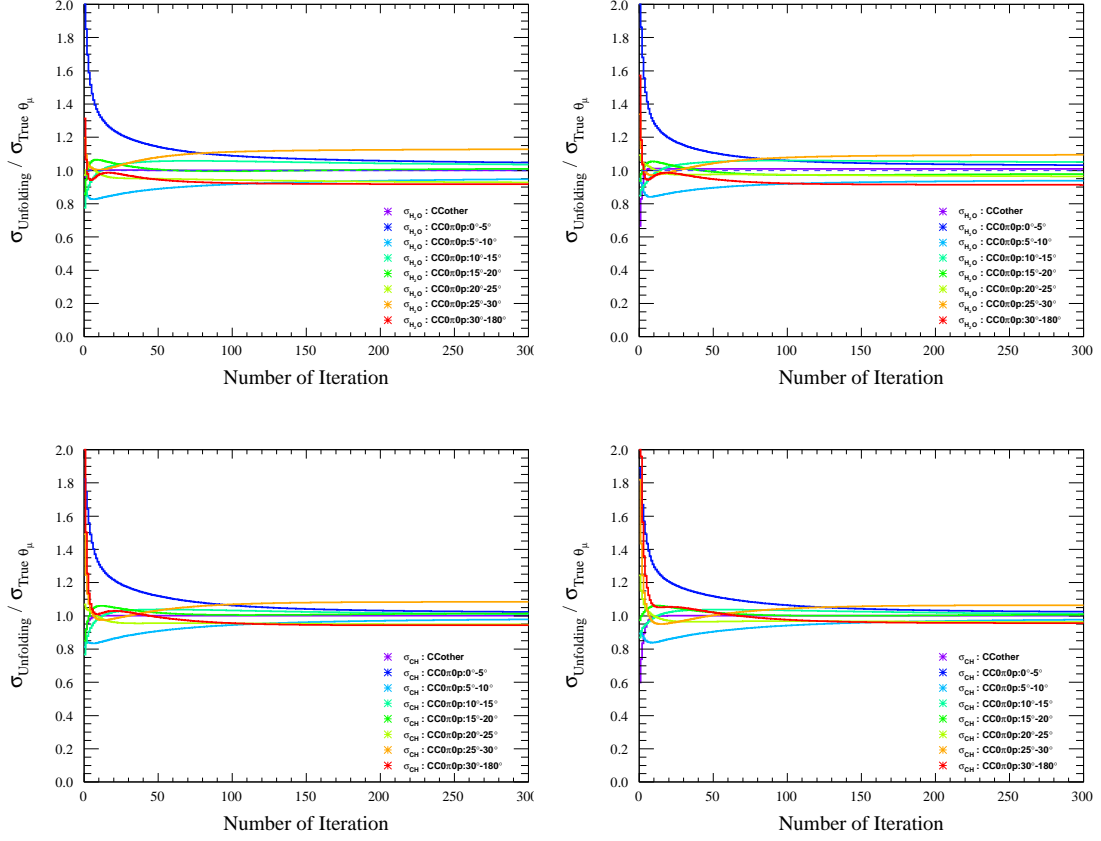 2.0
1.8
1.6
1.4
1.2
1.0
0.8
0.6
0.4
0.2
0.0
σUnfolding / σTrue θμ
σH2O : CCother
σH2O : CC0π0p:0°-5°
σH2O : CC0π0p:5°-10°
σH2O : CC0π0p:10°-15°
σH2O : CC0π0p:15°-20°
σH2O : CC0π0p:20°-25°
σH2O : CC0π0p:25°-30°
σH2O : CC0π0p:30°-180°
0 50 100 150 200 250 300
Number of Iteration
2.0
1.8
1.6
1.4
1.2
1.0
0.8
0.6
0.4
0.2
0.0
σUnfolding / σTrue θμ
σH2O : CCother
σH2O : CC0π0p:0°-5°
σH2O : CC0π0p:5°-10°
σH2O : CC0π0p:10°-15°
σH2O : CC0π0p:15°-20°
σH2O : CC0π0p:20°-25°
σH2O : CC0π0p:25°-30°
σH2O : CC0π0p:30°-180°
0 50 100 150 200 250 300
Number of Iteration
2.0
1.8
1.6
1.4
1.2
1.0
0.8
0.6
0.4
0.2
0.0
σUnfolding / σTrue θμ
σCH : CCother
σCH : CC0π0p:0°-5°
σCH : CC0π0p:5°-10°
σCH : CC0π0p:10°-15°
σCH : CC0π0p:15°-20°
σCH : CC0π0p:20°-25°
σCH : CC0π0p:25°-30°
σCH : CC0π0p:30°-180°
0 50 100 150 200 250 300
Number of Iteration
2.0
1.8
1.6
1.4
1.2
1.0
0.8
0.6
0.4
0.2
0.0
σUnfolding / σTrue θμ
σCH : CCother
σCH : CC0π0p:0°-5°
σCH : CC0π0p:5°-10°
σCH : CC0π0p:10°-15°
σCH : CC0π0p:15°-20°
σCH : CC0π0p:20°-25°
σCH : CC0π0p:25°-30°
σCH : CC0π0p:30°-180°
0 50 100 150 200 250 300
Number of Iteration